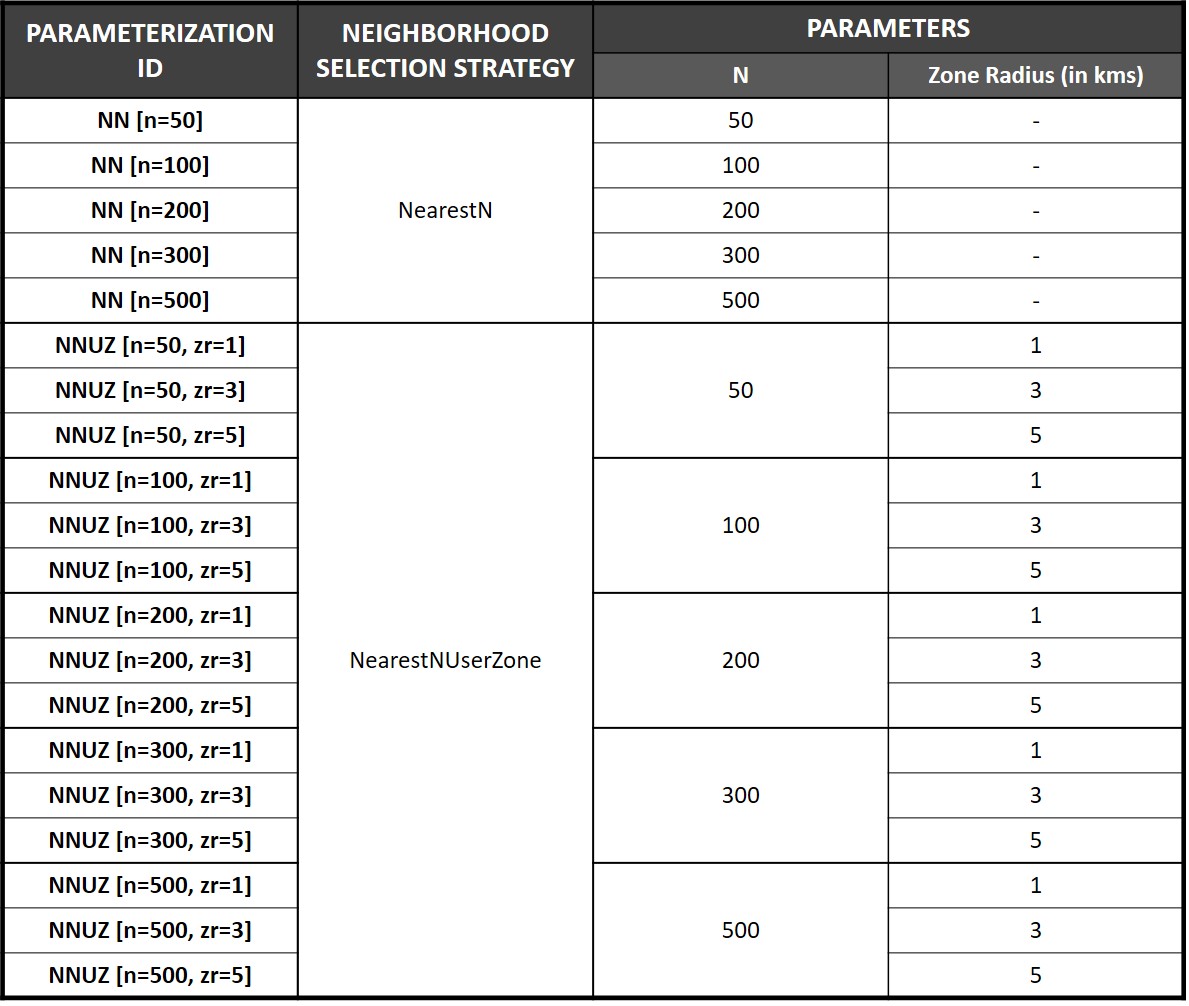 PARAMETERIZATION
ID
NEIGHBORHOOD
SELECTION STRATEGY
PARAMETERS
N
Zone Radius (in kms)
NN [n=50]
NearestN
50
-
NN [n=100]
100
-
NN [n=200]
200
-
NN [n=300]
300
-
NN [n=500]
500
-
NNUZ [n=50, zr=1]
NearestNUserZone
50
1
NNUZ [n=50, zr=3]
3
NNUZ [n=50, zr=5]
5
NNUZ [n=100, zr=1]
100
1
NNUZ [n=100, zr=3]
3
NNUZ [n=100, zr=5]
5
NNUZ [n=200, zr=1]
200
1
NNUZ [n=200, zr=3]
3
NNUZ [n=200, zr=5]
5
NNUZ [n=300, zr=1]
300
1
NNUZ [n=300, zr=3]
3
NNUZ [n=300, zr=5]
5
NNUZ [n=500, zr=1]
500
1
NNUZ [n=500, zr=3]
3
NNUZ [n=500, zr=5]
5